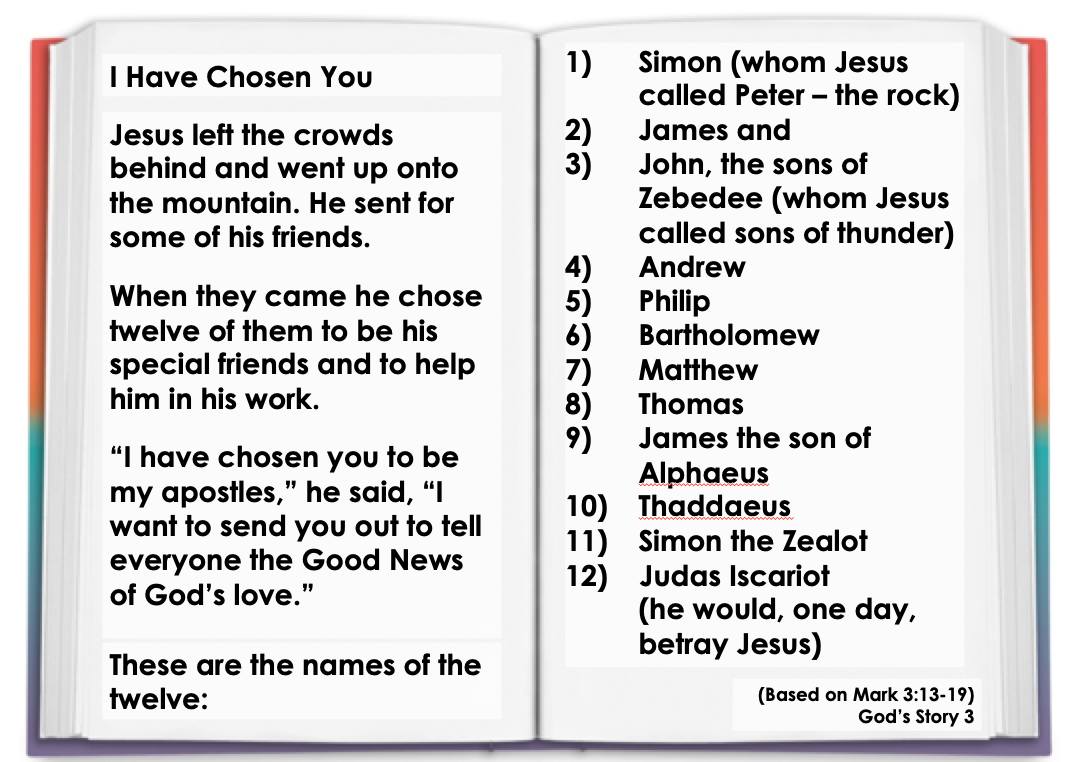 I Have Chosen You
Jesus left the crowds
behind and went up onto
the mountain. He sent for
some of his friends.
When they came he chose
twelve of them to be his
special friends and to help
him in his work.
“I have chosen you to be
my apostles,” he said, “I
want to send you out to tell
everyone the Good News
of God’s love.”
These are the names of the
twelve:
1) Simon (whom Jesus
called Peter – the rock)
2) James and
3) John, the sons of
Zebedee (whom Jesus
called sons of thunder)
4) Andrew
5) Philip
6) Bartholomew
7) Matthew
8) Thomas
9) James the son of
Alphaeus
10) Thaddaeus
11) Simon the Zealot
12) Judas Iscariot
(he would, one day,
betray Jesus)
(Based on Mark 3:13-19)
God’s Story 3